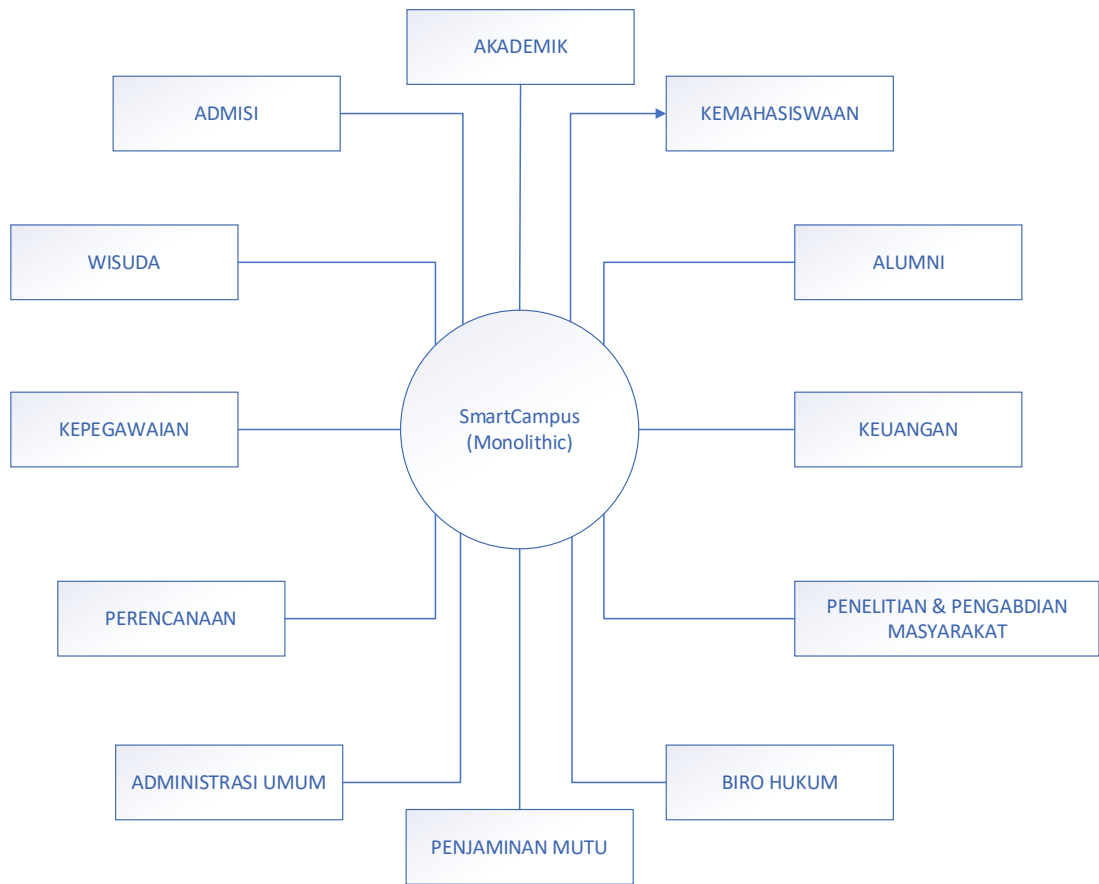 AKADEMIK
ADMISI
KEMAHASISWAAN
WISUDA
ALUMNI
SmartCampus
(Monolithic)
KEPEGAWAIAN
KEUANGAN
PERENCANAAN
PENELITIAN & PENGABDIAN
MASYARAKAT
ADMINISTRASI UMUM
BIRO HUKUM
PENJAMINAN MUTU